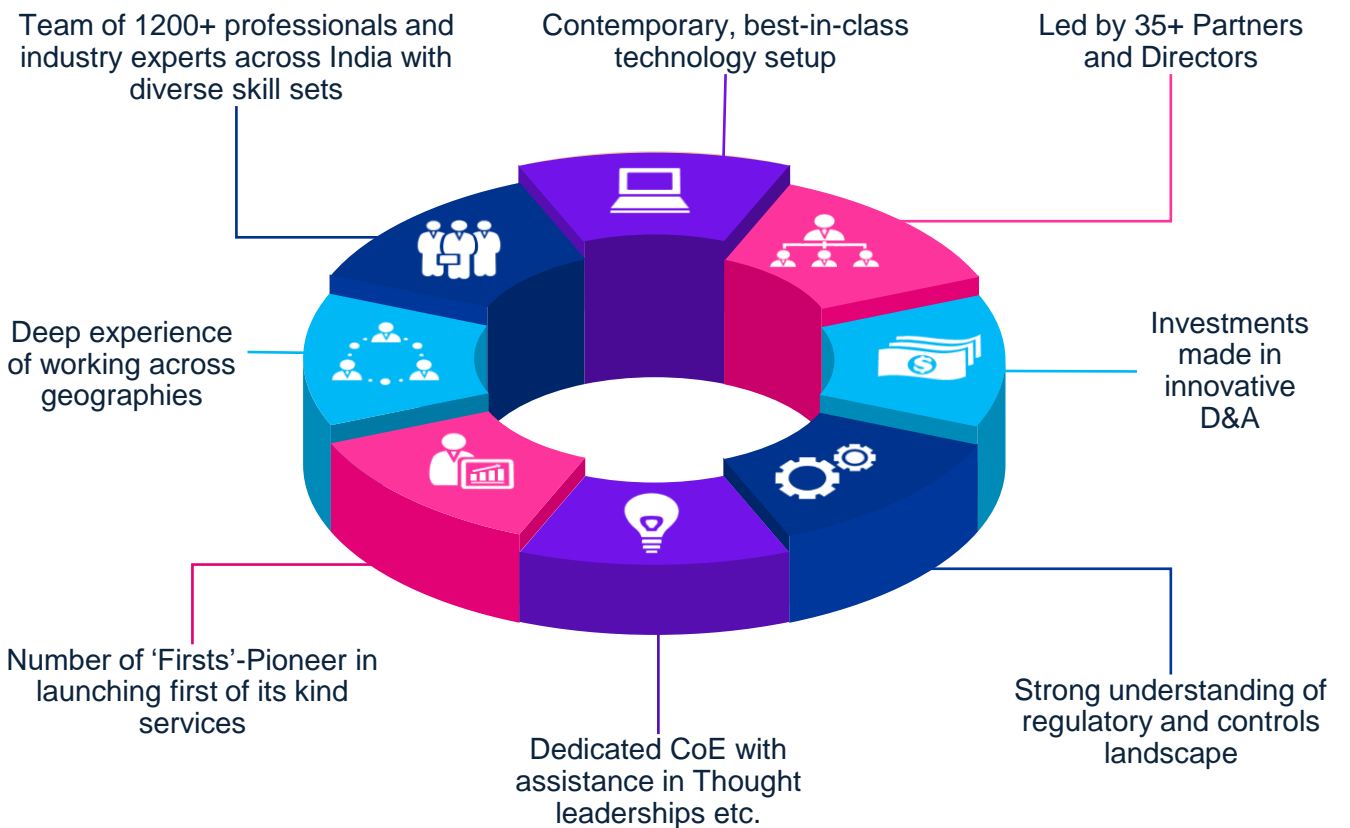 Team of 1200+ professionals and
industry experts across India with
diverse skill sets
Contemporary, best-in-class
technology setup
Led by 35+ Partners
and Directors
Deep experience
of working across
geographies
Investments
made in
innovative
D&A
Number of ‘Firsts’-Pioneer in
launching first of its kind
services
Dedicated CoE with
assistance in Thought
leaderships etc.
Strong understanding of
regulatory and controls
landscape
$